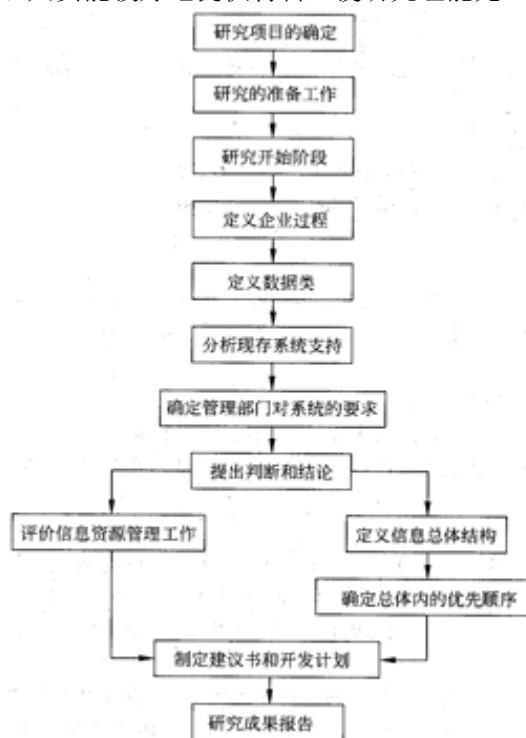 研究项目的确定
研究的准备工作
研究开始阶段
定义企业过程
定义数据类
分析现存系统支持
确定管理部门对系统的要求
提出判断和结论
评价信息资源管理工作
定义信息总体结构
确定总体内的优先顺序
制定建议书和开发计划
研究成果报告